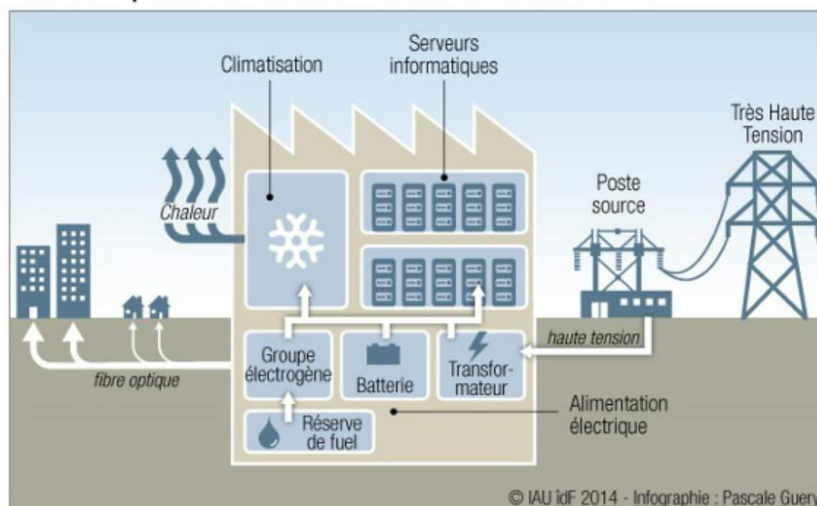 Serveurs
informatiques
Climatisation
Très Haute
Tension
Poste
source
Chaleur
haute tension
Groupe
électrogène
Batterie
Transfor-
mateur
fibre optique
Alimentation
électrique
Réserve
de fuel
© IAU îdF 2014 - Infographie : Pascale Guery